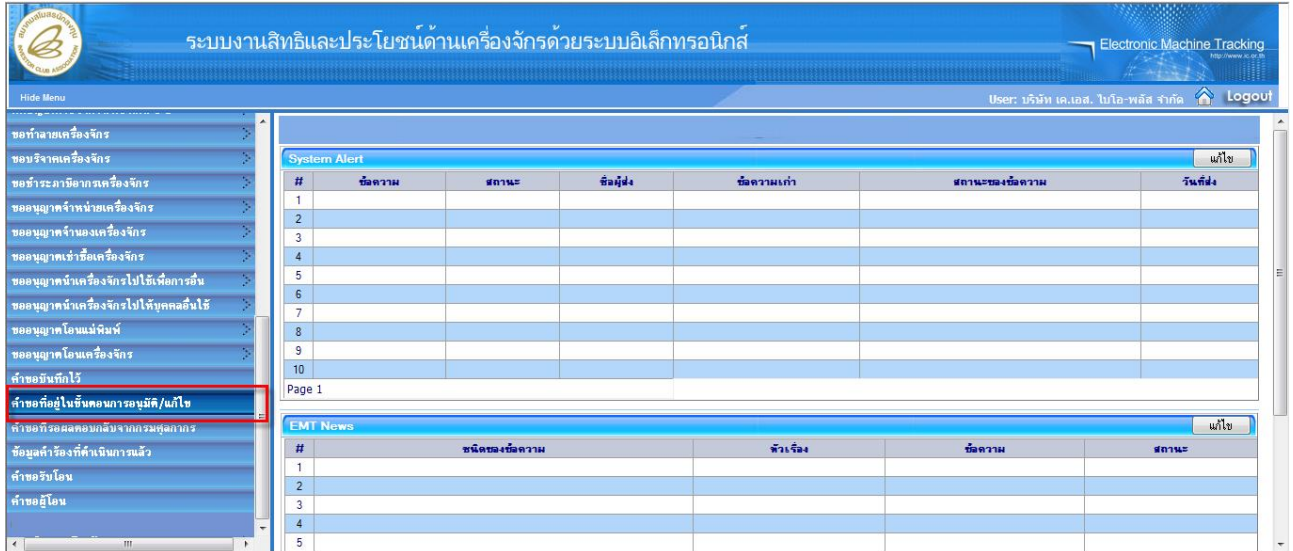 สมาคมสโมสรนักลงทุน
INVESTOR CLUB ASSOCIATION
ระบบงานสิทธิและประโยชน์ด้านเครื่องจักรด้วยระบบอิเล็กทรอนิกส์
Electronic Machine Tracking
http://www.ic.or.th
Hide Menu
User: บริษัท เค.เอส. ไบโอ-พลัส จำกัด Logout
ขอทำลายเครื่องจักร
ขอบริจาคเครื่องจักร
ขอชำระภาษีอากรเครื่องจักร
ขออนุญาตจำหน่ายเครื่องจักร
ขออนุญาตจำนองเครื่องจักร
ขออนุญาตเช่าซื้อเครื่องจักร
ขออนุญาตนำเครื่องจักรไปใช้เพื่อการอื่น
ขออนุญาตนำเครื่องจักรไปให้บุคคลอื่นใช้
ขออนุญาตโอนแม่พิมพ์
ขออนุญาตโอนเครื่องจักร
คำขอบันทึกไว้
คำขอที่อยู่ในขั้นตอนการอนุมัติ/แก้ไข
คำขอที่รอผลตอบกลับจากกรมศุลกากร
ข้อมูลคำร้องที่ดำเนินการแล้ว
คำขอรับโอน
คำขอผู้โอน
System Alert แก้ไข
# ข้อความ สถานะ ชื่อผู้ส่ง ข้อความเก่า สถานะของข้อความ วันที่ส่ง
1
2
3
4
5
6
7
8
9
10
Page 1
EMT News แก้ไข
# ชนิดของข้อความ หัวเรื่อง ข้อความ สถานะ
1
2
3
4
5